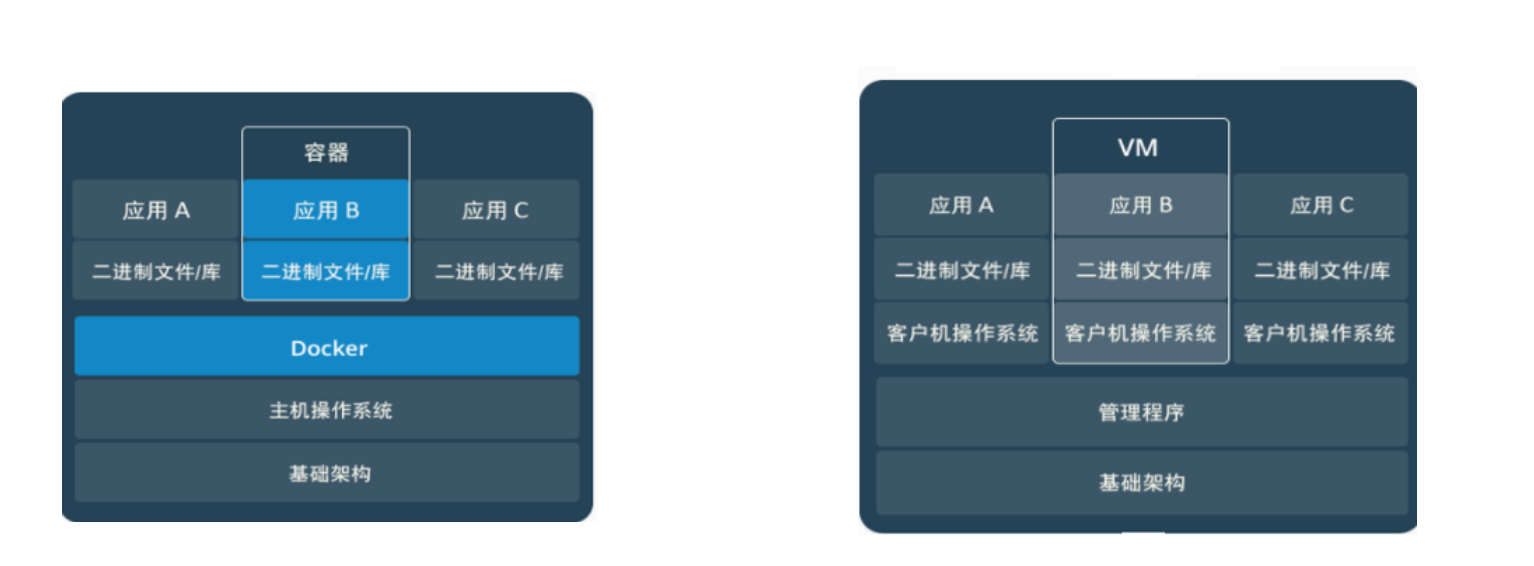 容器
应用 A
应用 B
应用 C
二进制文件/库
二进制文件/库
二进制文件/库
Docker
主机操作系统
基础架构
VM
应用 A
应用 B
应用 C
二进制文件/库
二进制文件/库
二进制文件/库
客户机操作系统
客户机操作系统
客户机操作系统
管理程序
基础架构